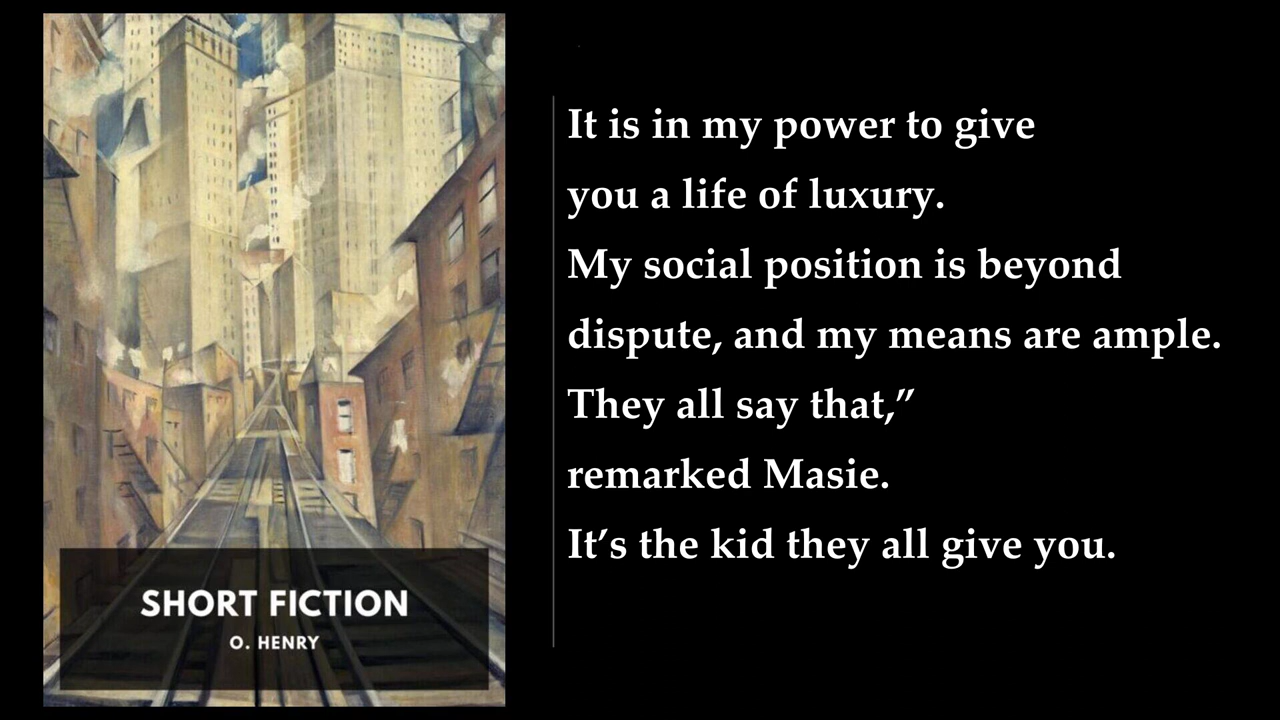 SHORT FICTION
O. HENRY
It is in my power to give
you a life of luxury.
My social position is beyond
dispute, and my means are ample.
They all say that,”
remarked Masie.
It’s the kid they all give you.